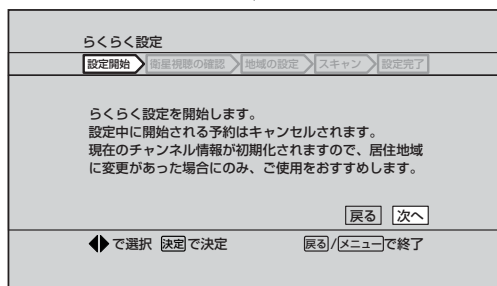 らくらく設定
設定開始 衛星視聴の確認 地域の設定 スキャン 設定完了
らくらく設定を開始します。
設定中に開始される予約はキャンセルされます。
現在のチャンネル情報が初期化されますので、居住地域
に変更があった場合にのみ、ご使用をおすすめします。
戻る 次へ
で選択 決定で決定 戻る/メニューで終了